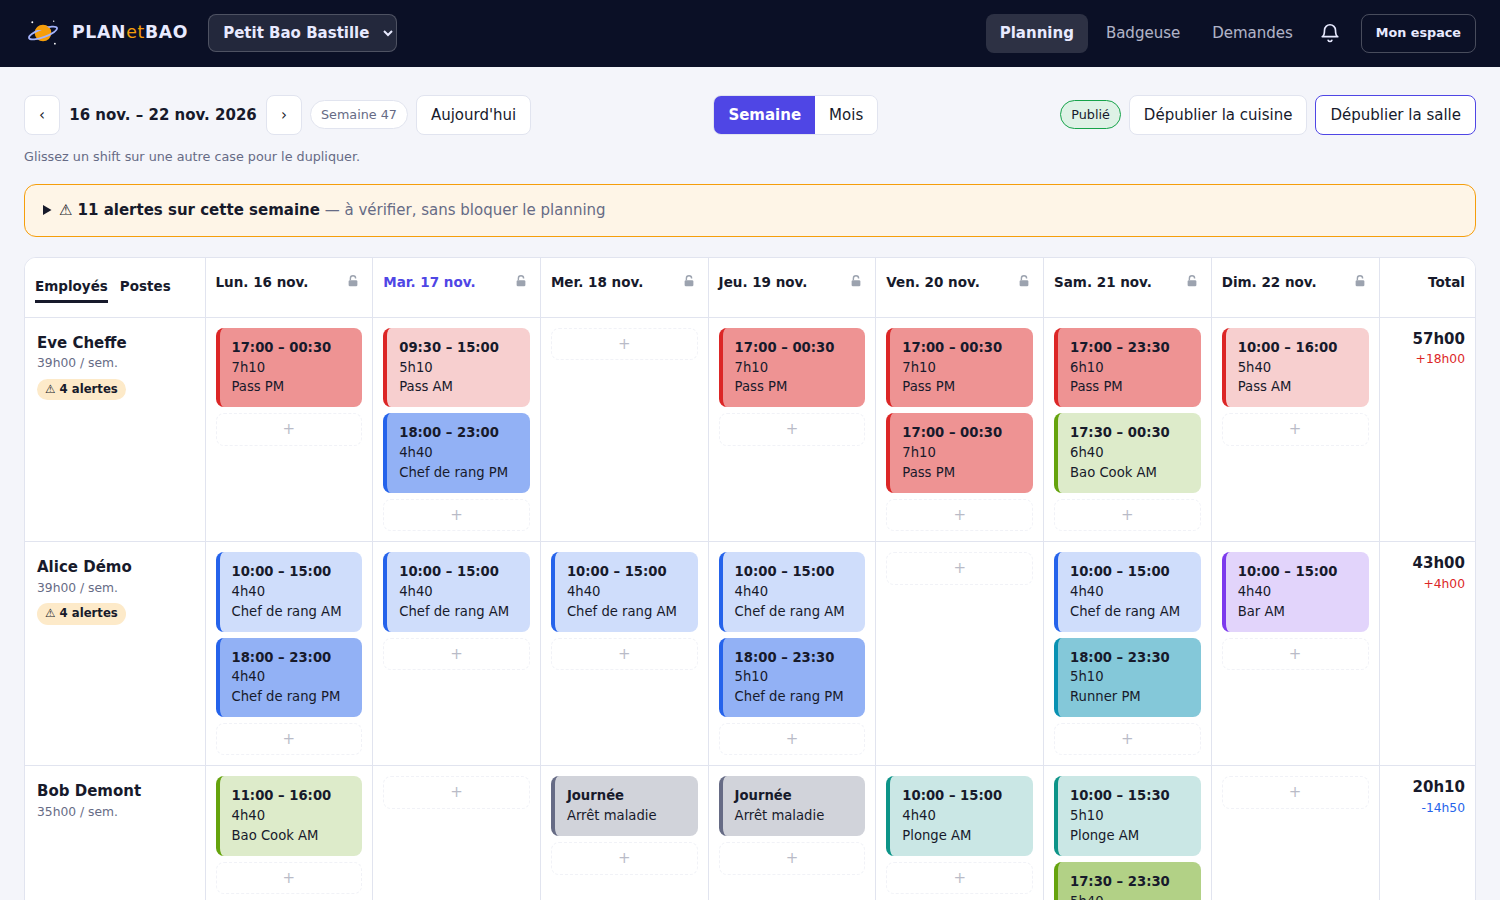 PLANetBAO
Petit Bao Bastille
Planning
Badgeuse
Demandes
Mon espace
‹
16 nov. – 22 nov. 2026
›
Semaine 47
Aujourd'hui
Semaine
Mois
Publié
Dépublier la cuisine
Dépublier la salle
Glissez un shift sur une autre case pour le dupliquer.
⚠ 11 alertes sur cette semaine — à vérifier, sans bloquer le planning
Employés Postes
Lun. 16 nov.
Mar. 17 nov.
Mer. 18 nov.
Jeu. 19 nov.
Ven. 20 nov.
Sam. 21 nov.
Dim. 22 nov.
Total
Eve Cheffe
39h00 / sem.
⚠ 4 alertes
17:00 – 00:30
7h10
Pass PM
+
09:30 – 15:00
5h10
Pass AM
18:00 – 23:00
4h40
Chef de rang PM
+
+
17:00 – 00:30
7h10
Pass PM
+
17:00 – 00:30
7h10
Pass PM
17:00 – 00:30
7h10
Pass PM
+
17:00 – 23:30
6h10
Pass PM
17:30 – 00:30
6h40
Bao Cook AM
+
10:00 – 16:00
5h40
Pass AM
+
57h00
+18h00
Alice Démo
39h00 / sem.
⚠ 4 alertes
10:00 – 15:00
4h40
Chef de rang AM
18:00 – 23:00
4h40
Chef de rang PM
+
10:00 – 15:00
4h40
Chef de rang AM
+
10:00 – 15:00
4h40
Chef de rang AM
+
10:00 – 15:00
4h40
Chef de rang AM
18:00 – 23:30
5h10
Chef de rang PM
+
+
10:00 – 15:00
4h40
Chef de rang AM
18:00 – 23:30
5h10
Runner PM
+
10:00 – 15:00
4h40
Bar AM
+
43h00
+4h00
Bob Demont
35h00 / sem.
11:00 – 16:00
4h40
Bao Cook AM
+
+
Journée
Arrêt maladie
+
Journée
Arrêt maladie
+
10:00 – 15:00
4h40
Plonge AM
+
10:00 – 15:30
5h10
Plonge AM
17:30 – 23:30
5h40
+
20h10
-14h50